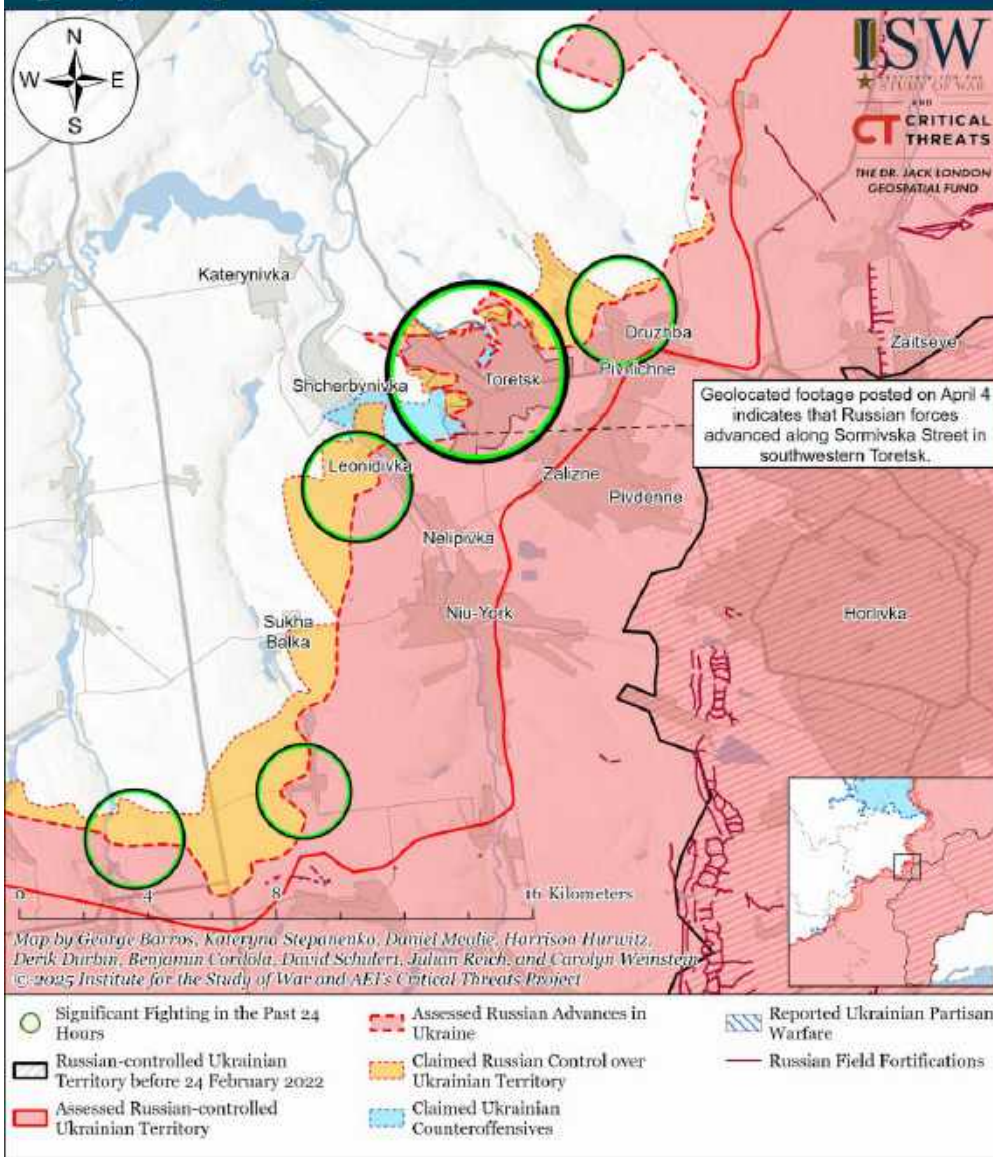 N
W E
S
ISW
INSTITUTE FOR THE
STUDY OF WAR
AND
CT CRITICAL
THREATS
THE DR. JACK LONDON
GEOSPATIAL FUND
Katerynivka
Druzhba
Zaitseve
Pivnichne
Shcherbynivka
Toretsk
Geolocated footage posted on April 4
indicates that Russian forces
advanced along Sormivska Street in
southwestern Toretsk.
Leonidivka
Zalizne
Pivdenne
Nelipivka
Niu-York
Horlivka
Sukha
Balka
0 4 8 16 Kilometers
Map by George Barros, Kateryna Stepanenko, Daniel Mealie, Harrison Hurwitz,
Derik Durbin, Benjamin Cordola, David Schulert, Julian Reich, and Carolyn Weinstein
© 2025 Institute for the Study of War and AEI's Critical Threats Project
Significant Fighting in the Past 24
Hours
Russian-controlled Ukrainian
Territory before 24 February 2022
Assessed Russian-controlled
Ukrainian Territory
Assessed Russian Advances in
Ukraine
Claimed Russian Control over
Ukrainian Territory
Claimed Ukrainian
Counteroffensives
Reported Ukrainian Partisan
Warfare
Russian Field Fortifications